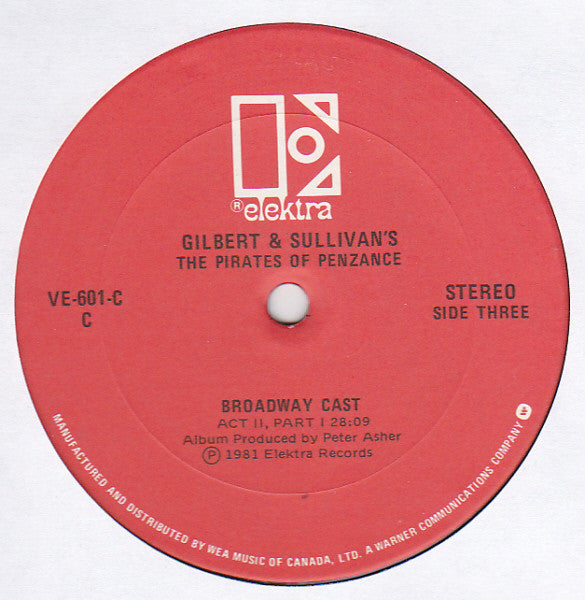 ® elektra
GILBERT & SULLIVAN'S
THE PIRATES OF PENZANCE
VE-601-C
C
STEREO
SIDE THREE
BROADWAY CAST
ACT II, PART I 28:09
Album Produced by Peter Asher
Ⓟ 1981 Elektra Records
MANUFACTURED AND DISTRIBUTED BY WEA MUSIC OF CANADA, LTD. A WARNER COMMUNICATIONS COMPANY W